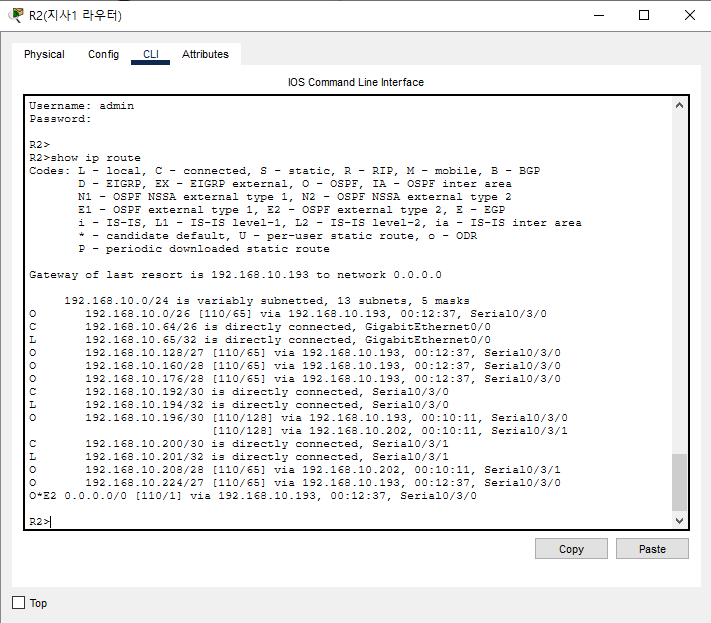 R2(지사1 라우터)
Physical Config CLI Attributes
IOS Command Line Interface
Username: admin
Password:
R2>
R2>show ip route
Codes: L - local, C - connected, S - static, R - RIP, M - mobile, B - BGP
D - EIGRP, EX - EIGRP external, O - OSPF, IA - OSPF inter area
N1 - OSPF NSSA external type 1, N2 - OSPF NSSA external type 2
E1 - OSPF external type 1, E2 - OSPF external type 2, E - EGP
i - IS-IS, L1 - IS-IS level-1, L2 - IS-IS level-2, ia - IS-IS inter area
* - candidate default, U - per-user static route, o - ODR
P - periodic downloaded static route
Gateway of last resort is 192.168.10.193 to network 0.0.0.0
192.168.10.0/24 is variably subnetted, 13 subnets, 5 masks
O 192.168.10.0/26 [110/65] via 192.168.10.193, 00:12:37, Serial0/3/0
C 192.168.10.64/26 is directly connected, GigabitEthernet0/0
L 192.168.10.65/32 is directly connected, GigabitEthernet0/0
O 192.168.10.128/27 [110/65] via 192.168.10.193, 00:12:37, Serial0/3/0
O 192.168.10.160/28 [110/65] via 192.168.10.193, 00:12:37, Serial0/3/0
O 192.168.10.176/28 [110/65] via 192.168.10.193, 00:12:37, Serial0/3/0
C 192.168.10.192/30 is directly connected, Serial0/3/0
L 192.168.10.194/32 is directly connected, Serial0/3/0
O 192.168.10.196/30 [110/128] via 192.168.10.193, 00:10:11, Serial0/3/0
[110/128] via 192.168.10.202, 00:10:11, Serial0/3/1
C 192.168.10.200/30 is directly connected, Serial0/3/1
L 192.168.10.201/32 is directly connected, Serial0/3/1
O 192.168.10.208/28 [110/65] via 192.168.10.202, 00:10:11, Serial0/3/1
O 192.168.10.224/27 [110/65] via 192.168.10.193, 00:12:37, Serial0/3/0
O*E2 0.0.0.0/0 [110/1] via 192.168.10.193, 00:12:37, Serial0/3/0
R2>
Copy Paste
Top